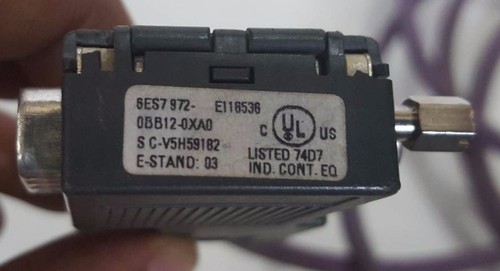 6ES7 972- E116536
0BB12-0XA0
S C-V5H59182
E-STAND: 03
C UL US
LISTED 74D7
IND. CONT. EQ